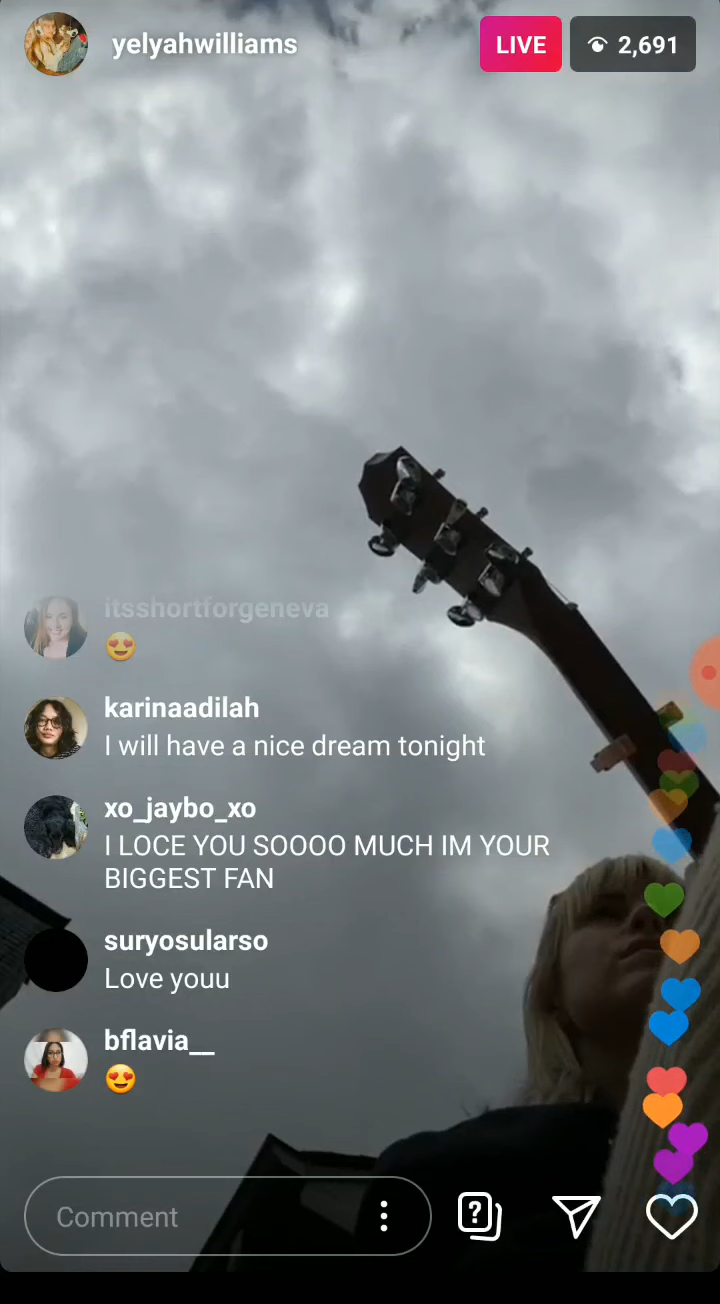 yelyahwilliams
LIVE
2,691
itsshortforgeneva
😍
karinaadilah
I will have a nice dream tonight
xo_jaybo_xo
I LOCE YOU SOOOO MUCH IM YOUR
BIGGEST FAN
suryosularso
Love youu
bflavia__
😍
Comment
?